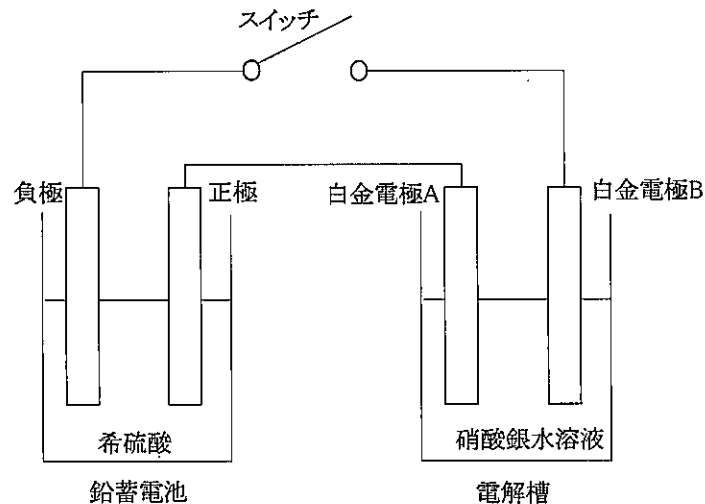 スイッチ
負極
正極
白金電極A
白金電極B
希硫酸
硝酸銀水溶液
鉛蓄電池
電解槽